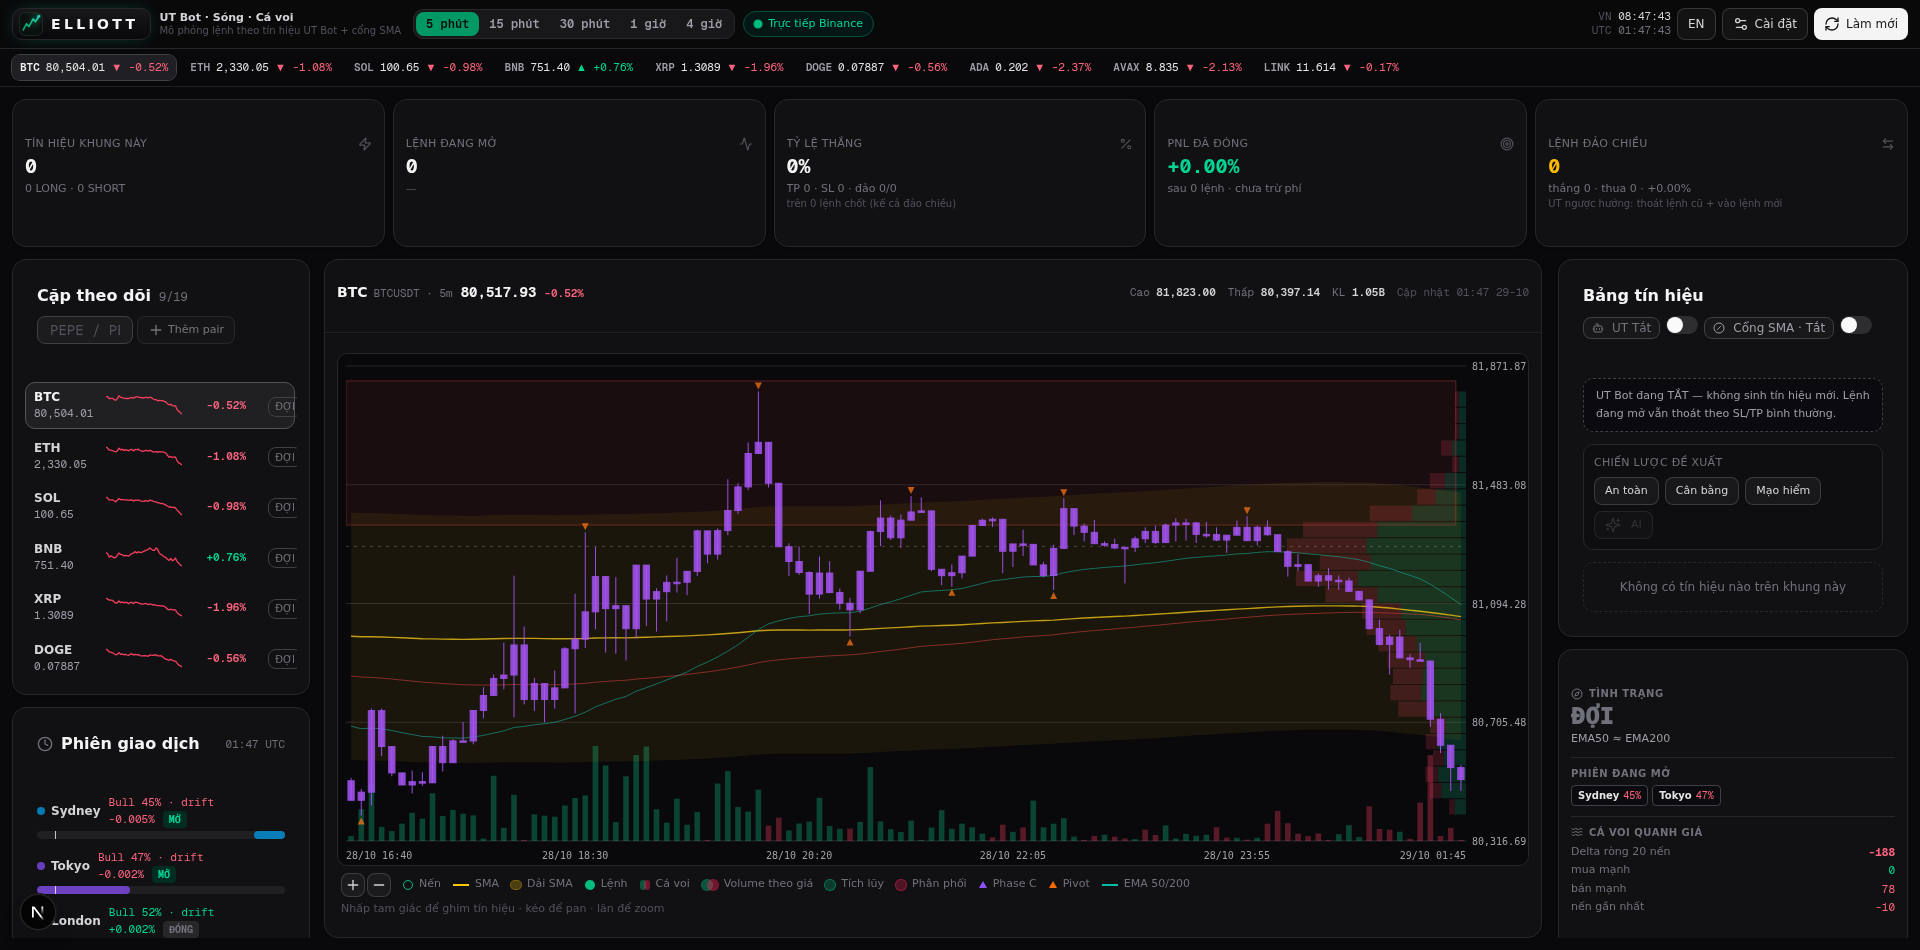 ELLIOTT
UT Bot · Sóng · Cá voi
Mô phỏng lệnh theo tín hiệu UT Bot + cổng SMA
5 phút 15 phút 30 phút 1 giờ 4 giờ
Trực tiếp Binance
VN 08:47:43
UTC 01:47:43
EN
Cài đặt
Làm mới
BTC 80,504.01 ▼ -0.52% ETH 2,330.05 ▼ -1.08% SOL 100.65 ▼ -0.98% BNB 751.40 ▲ +0.76% XRP 1.3089 ▼ -1.96% DOGE 0.07887 ▼ -0.56% ADA 0.202 ▼ -2.37% AVAX 8.835 ▼ -2.13% LINK 11.614 ▼ -0.17%
TÍN HIỆU KHUNG NÀY
0
0 LONG · 0 SHORT
LỆNH ĐANG MỞ
0
—
TỶ LỆ THẮNG
0%
TP 0 · SL 0 · đảo 0/0
trên 0 lệnh chốt (kể cả đảo chiều)
PNL ĐÃ ĐÓNG
+0.00%
sau 0 lệnh · chưa trừ phí
LỆNH ĐẢO CHIỀU
0
thắng 0 · thua 0 · +0.00%
UT ngược hướng: thoát lệnh cũ + vào lệnh mới
Cặp theo dõi 9/19
PEPE / PI
Thêm pair
BTC
80,504.01
-0.52%
ĐỢI
ETH
2,330.05
-1.08%
ĐỢI
SOL
100.65
-0.98%
ĐỢI
BNB
751.40
+0.76%
ĐỢI
XRP
1.3089
-1.96%
ĐỢI
DOGE
0.07887
-0.56%
ĐỢI
Phiên giao dịch 01:47 UTC
Sydney
Bull 45% · drift
-0.005% MỞ
Tokyo
Bull 47% · drift
-0.002% MỞ
London
Bull 52% · drift
+0.002% ĐÓNG
N
BTC BTCUSDT · 5m 80,517.93 -0.52%
Cao 81,823.00 Thấp 80,397.14 KL 1.05B Cập nhật 01:47 29-10
81,871.87
81,483.08
81,094.28
80,705.48
80,316.69
28/10 16:40 28/10 18:30 28/10 20:20 28/10 22:05 28/10 23:55 29/10 01:45
Nến SMA Dải SMA Lệnh Cá voi Volume theo giá Tích lũy Phân phối Phase C Pivot EMA 50/200
Nhấp tam giác để ghim tín hiệu · kéo để pan · lăn để zoom
Bảng tín hiệu
UT Tắt
Cổng SMA · Tắt
UT Bot đang TẮT — không sinh tín hiệu mới. Lệnh
đang mở vẫn thoát theo SL/TP bình thường.
CHIẾN LƯỢC ĐỀ XUẤT
An toàn Cân bằng Mạo hiểm
AI
Không có tín hiệu nào trên khung này
TÌNH TRẠNG
ĐỢI
EMA50 ≈ EMA200
PHIÊN ĐANG MỞ
Sydney 45% Tokyo 47%
CÁ VOI QUANH GIÁ
Delta ròng 20 nến -188
mua mạnh 0
bán mạnh 78
nến gần nhất -10